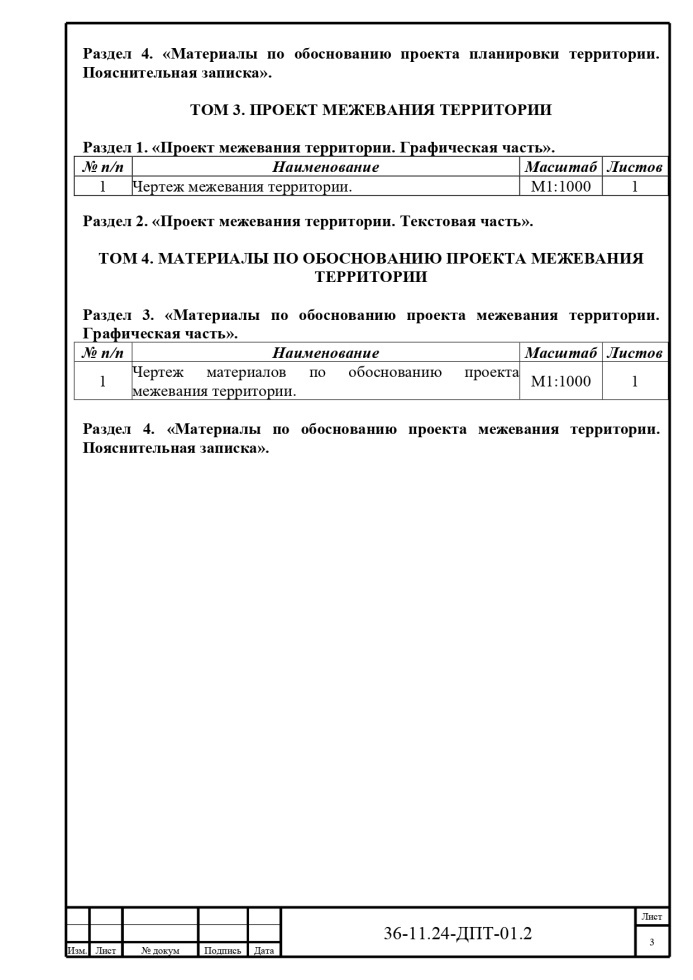 Раздел 4. «Материалы по обоснованию проекта планировки территории.
Пояснительная записка».
ТОМ 3. ПРОЕКТ МЕЖЕВАНИЯ ТЕРРИТОРИИ
Раздел 1. «Проект межевания территории. Графическая часть».
№ п/п Наименование Масштаб Листов
1 Чертеж межевания территории. М1:1000 1
Раздел 2. «Проект межевания территории. Текстовая часть».
ТОМ 4. МАТЕРИАЛЫ ПО ОБОСНОВАНИЮ ПРОЕКТА МЕЖЕВАНИЯ
ТЕРРИТОРИИ
Раздел 3. «Материалы по обоснованию проекта межевания территории.
Графическая часть».
№ п/п Наименование Масштаб Листов
1 Чертеж материалов по обоснованию проекта
межевания территории. М1:1000 1
Раздел 4. «Материалы по обоснованию проекта межевания территории.
Пояснительная записка».
36-11.24-ДПТ-01.2
Лист
3
Изм. Лист № докум Подпись Дата